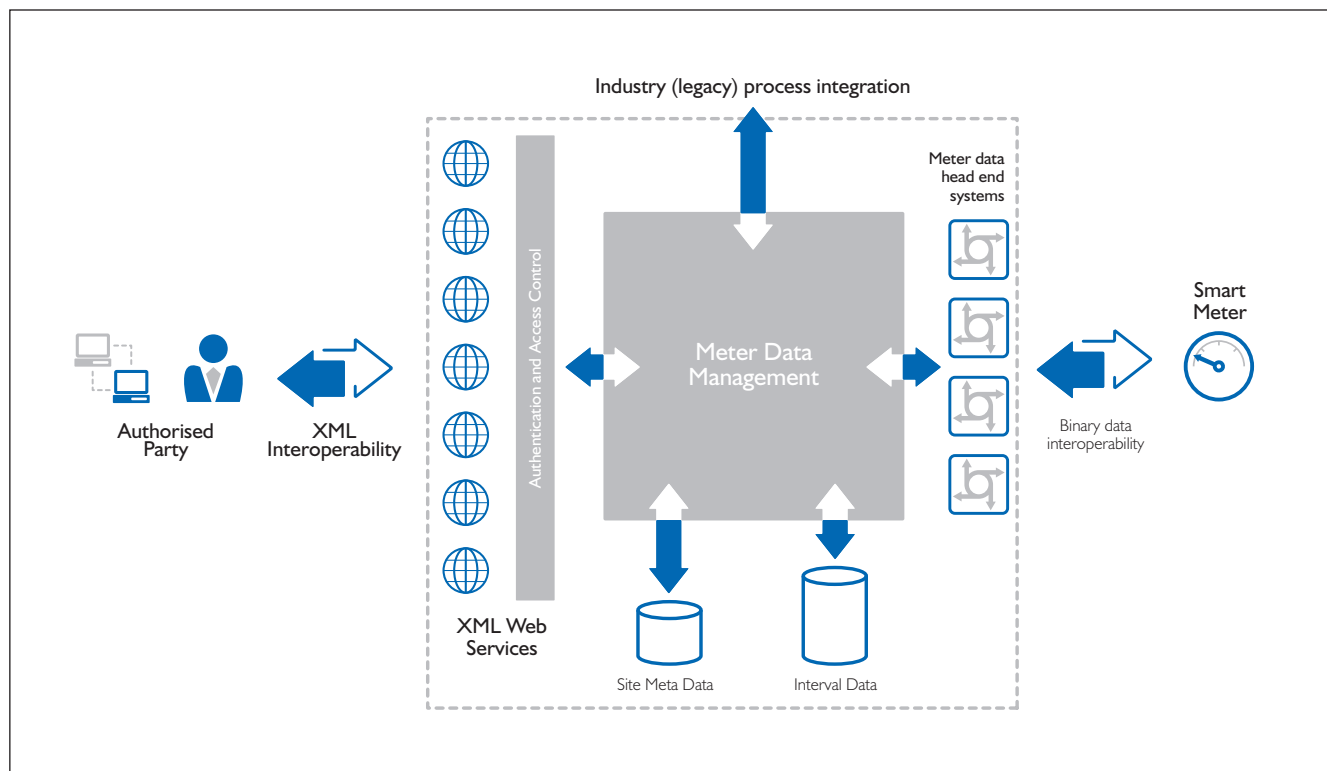 Industry (legacy) process integration
Meter data
head end
systems
Authentication and Access Control
Meter Data
Management
Smart
Meter
Authorised
Party
XML
Interoperability
Binary data
interoperability
XML Web
Services
Site Meta Data
Interval Data